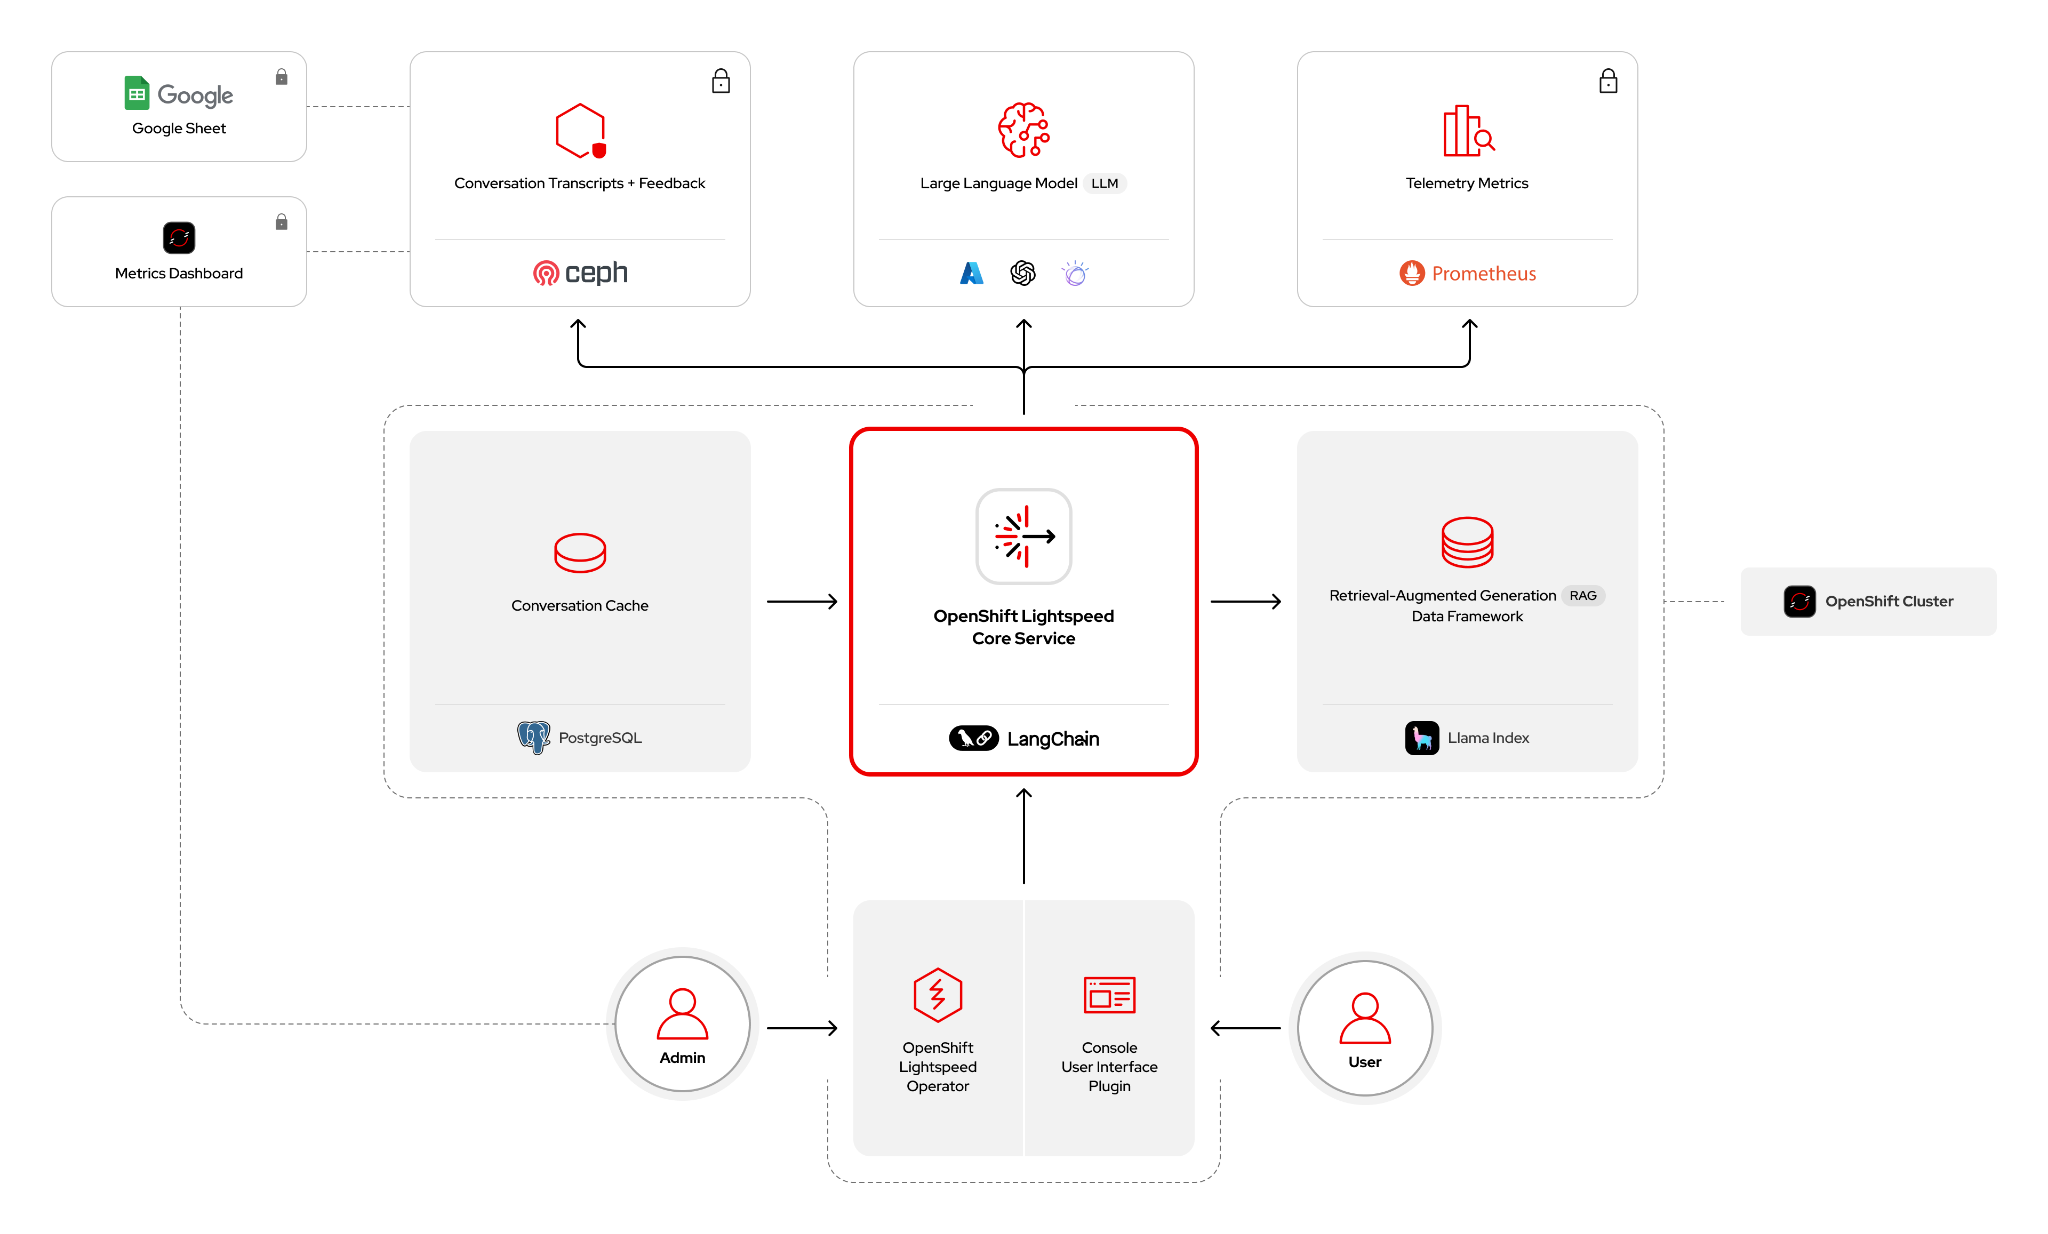 Google
Google Sheet
Metrics Dashboard
Conversation Transcripts + Feedback
ceph
Large Language Model LLM
Telemetry Metrics
Prometheus
Conversation Cache
PostgreSQL
OpenShift Lightspeed
Core Service
LangChain
Retrieval-Augmented Generation RAG
Data Framework
Llama Index
OpenShift Cluster
Admin
OpenShift
Lightspeed
Operator
Console
User Interface
Plugin
User